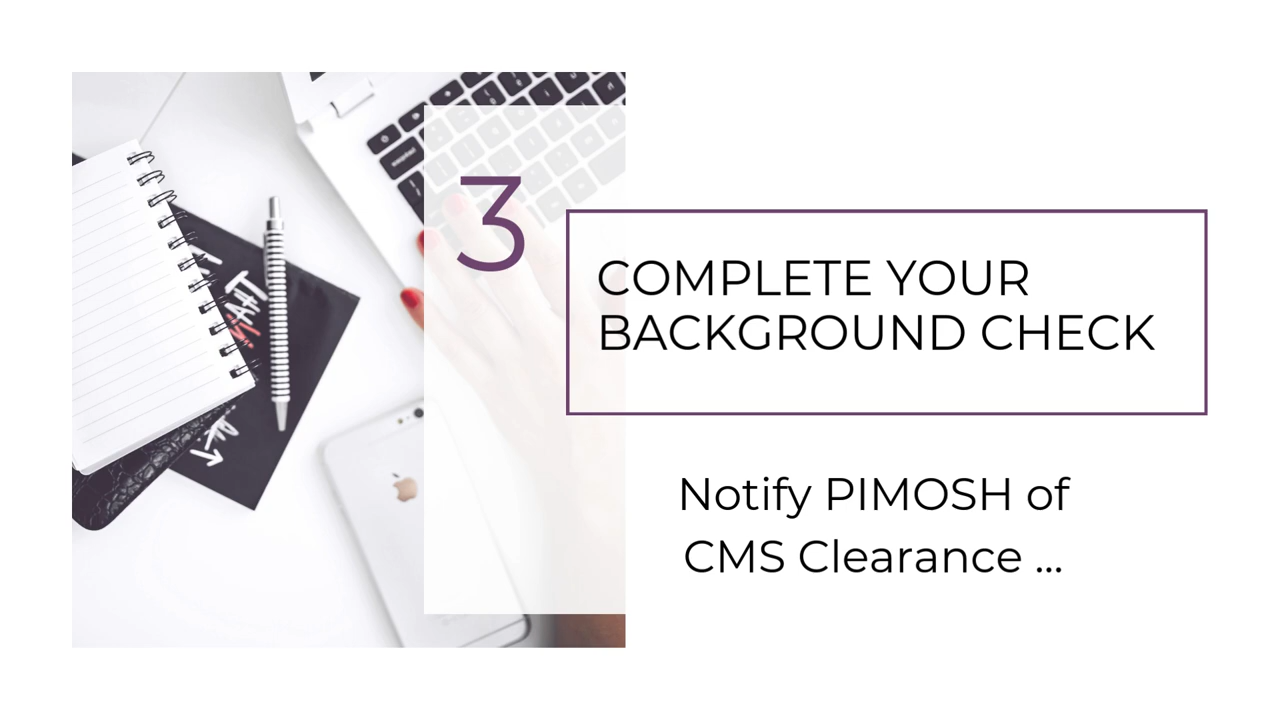 3
COMPLETE YOUR
BACKGROUND CHECK
Notify PIMOSH of
CMS Clearance ...